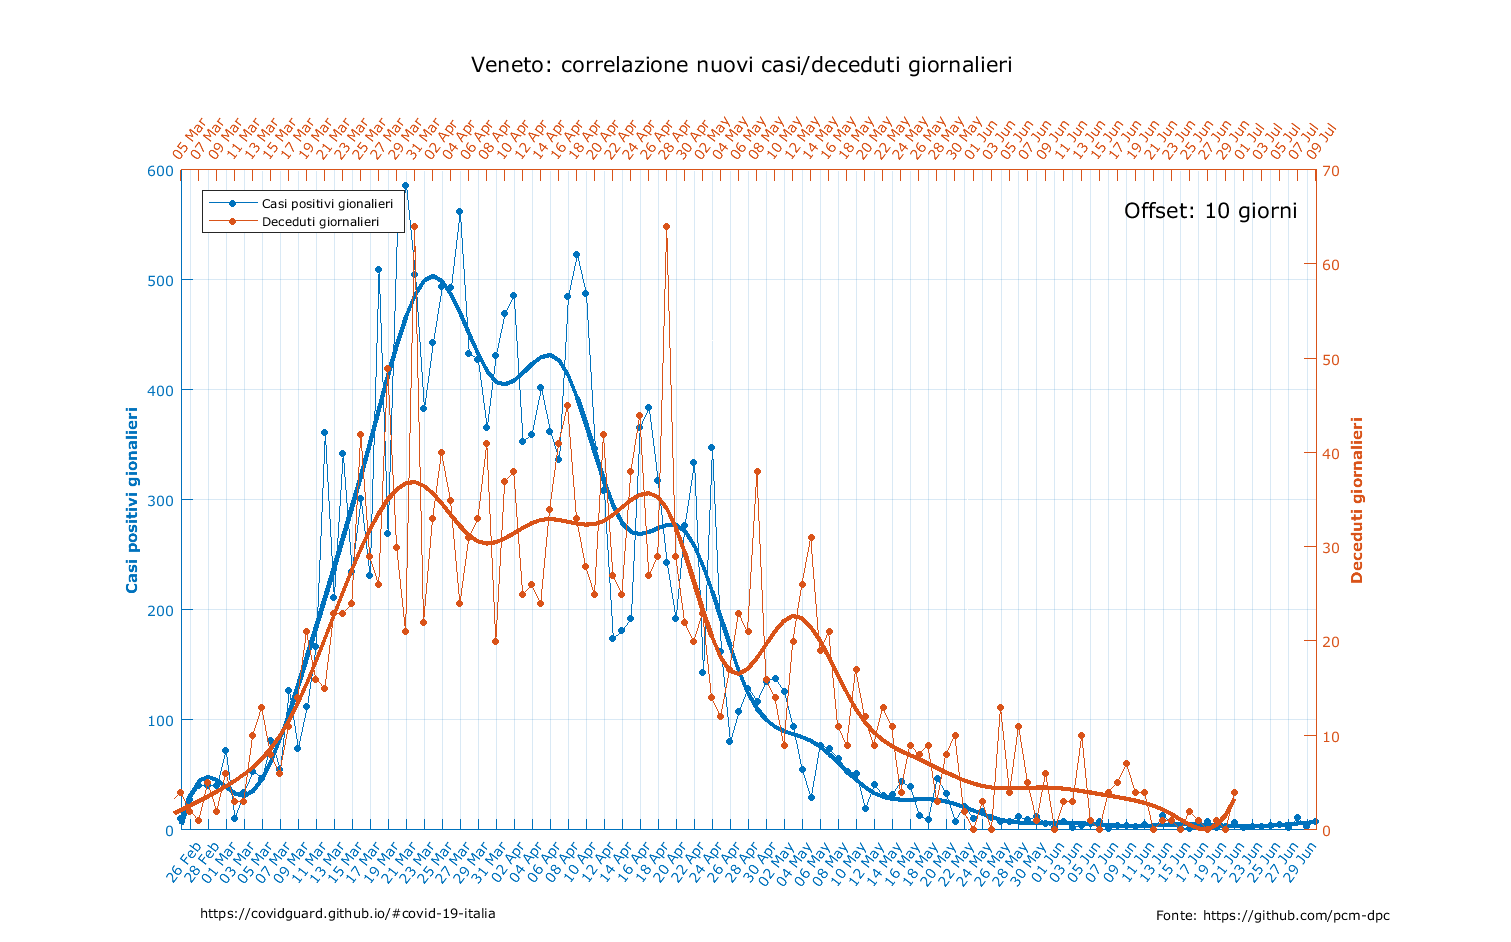 Veneto: correlazione nuovi casi/deceduti giornalieri
05 Mar 07 Mar 09 Mar 11 Mar 13 Mar 15 Mar 17 Mar 19 Mar 21 Mar 23 Mar 25 Mar 27 Mar 29 Mar 31 Mar 02 Apr 04 Apr 06 Apr 08 Apr 10 Apr 12 Apr 14 Apr 16 Apr 18 Apr 20 Apr 22 Apr 24 Apr 26 Apr 28 Apr 30 Apr 02 May 04 May 06 May 08 May 10 May 12 May 14 May 16 May 18 May 20 May 22 May 24 May 26 May 28 May 30 May 01 Jun 03 Jun 05 Jun 07 Jun 09 Jun 11 Jun 13 Jun 15 Jun 17 Jun 19 Jun 21 Jun 23 Jun 25 Jun 27 Jun 29 Jun 01 Jul 03 Jul 05 Jul 07 Jul 09 Jul
600
500
400
300
200
100
0
Casi positivi gionalieri
Casi positivi gionalieri
Deceduti giornalieri
Offset: 10 giorni
70
60
50
40
30
20
10
0
Deceduti giornalieri
26 Feb 28 Feb 01 Mar 03 Mar 05 Mar 07 Mar 09 Mar 11 Mar 13 Mar 15 Mar 17 Mar 19 Mar 21 Mar 23 Mar 25 Mar 27 Mar 29 Mar 31 Mar 02 Apr 04 Apr 06 Apr 08 Apr 10 Apr 12 Apr 14 Apr 16 Apr 18 Apr 20 Apr 22 Apr 24 Apr 26 Apr 28 Apr 30 Apr 02 May 04 May 06 May 08 May 10 May 12 May 14 May 16 May 18 May 20 May 22 May 24 May 26 May 28 May 30 May 01 Jun 03 Jun 05 Jun 07 Jun 09 Jun 11 Jun 13 Jun 15 Jun 17 Jun 19 Jun 21 Jun 23 Jun 25 Jun 27 Jun 29 Jun
https://covidguard.github.io/#covid-19-italia
Fonte: https://github.com/pcm-dpc